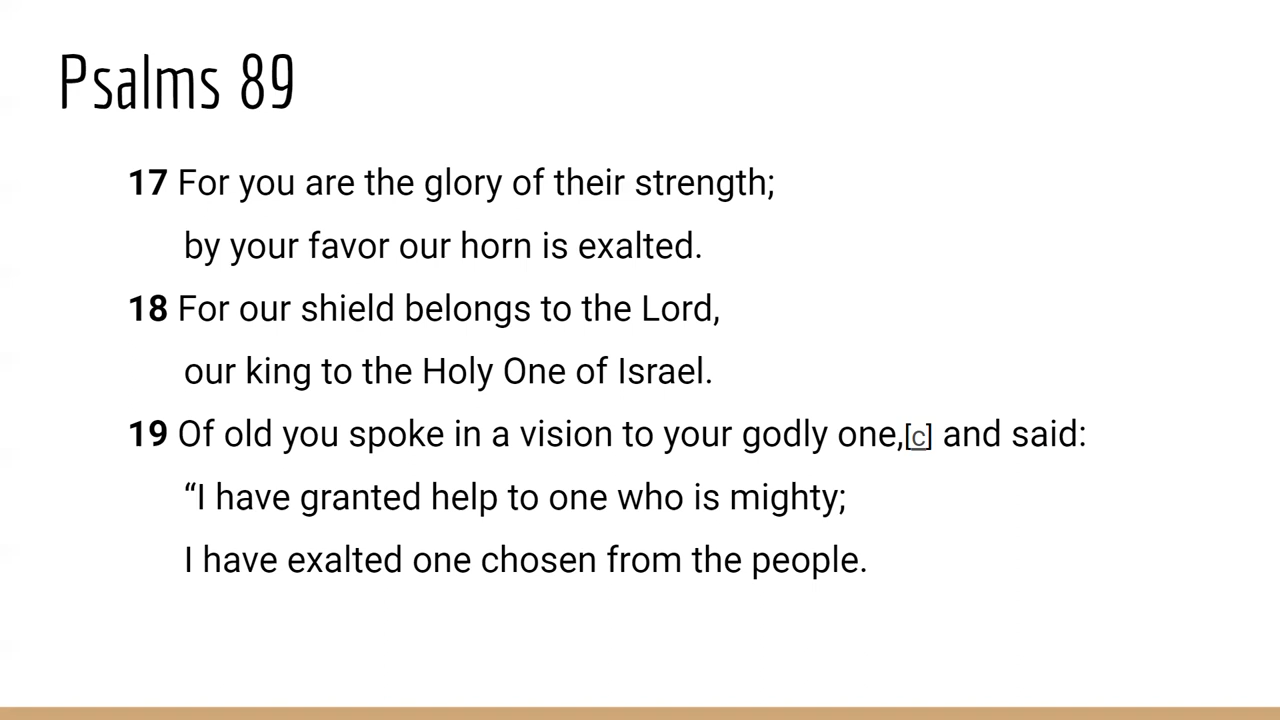 Psalms 89
17 For you are the glory of their strength;
by your favor our horn is exalted.
18 For our shield belongs to the Lord,
our king to the Holy One of Israel.
19 Of old you spoke in a vision to your godly one,[c] and said:
“I have granted help to one who is mighty;
I have exalted one chosen from the people.